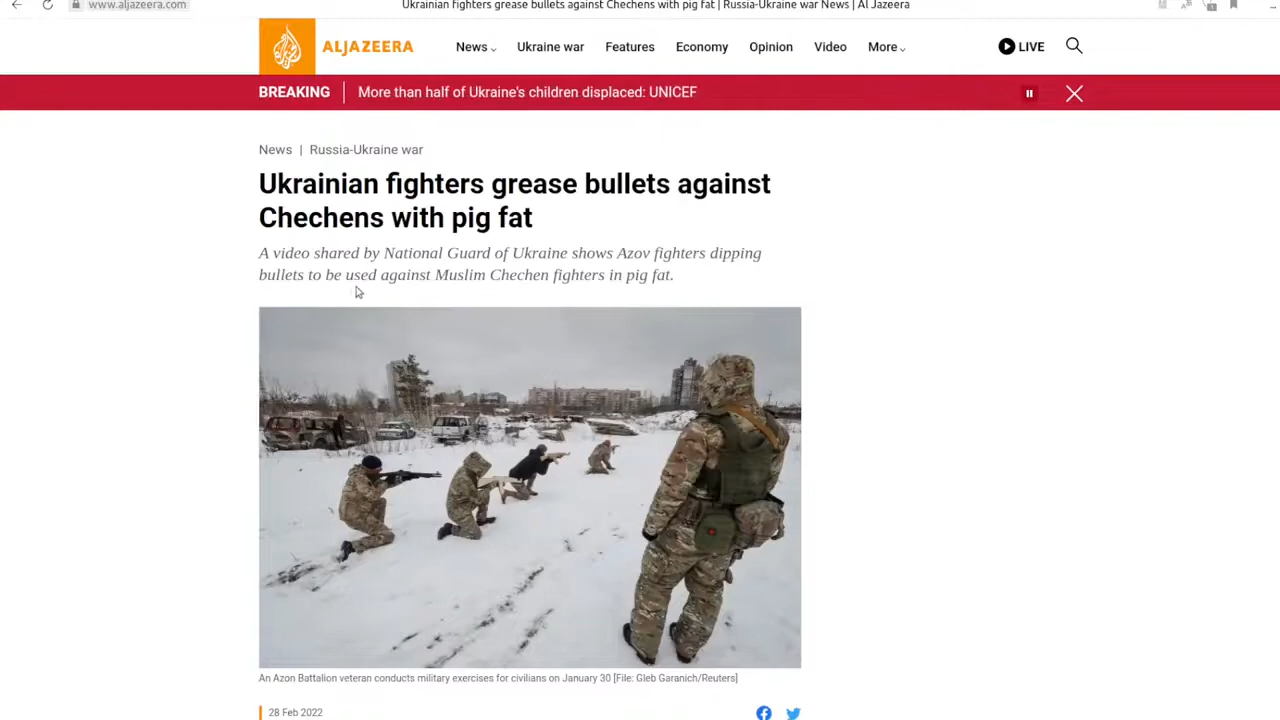 www.aljazeera.com
Ukrainian fighters grease bullets against Chechens with pig fat | Russia-Ukraine war News | Al Jazeera
ALJAZEERA
News
Ukraine war
Features
Economy
Opinion
Video
More
LIVE
BREAKING
More than half of Ukraine's children displaced: UNICEF
News | Russia-Ukraine war
Ukrainian fighters grease bullets against
Chechens with pig fat
A video shared by National Guard of Ukraine shows Azov fighters dipping
bullets to be used against Muslim Chechen fighters in pig fat.
An Azon Battalion veteran conducts military exercises for civilians on January 30 [File: Gleb Garanich/Reuters]
28 Feb 2022